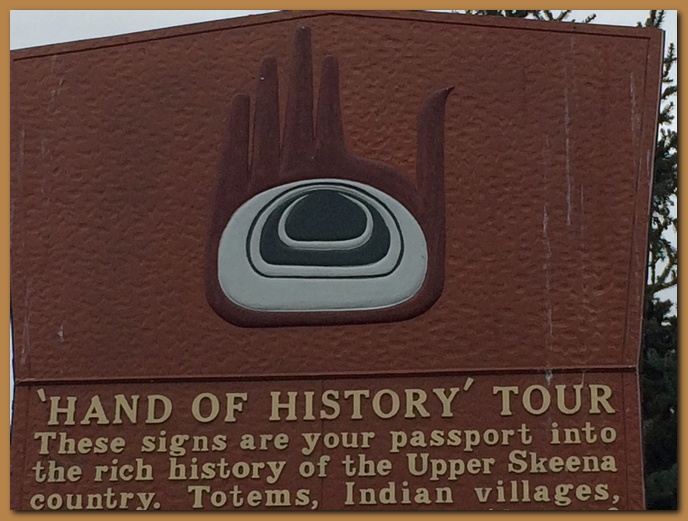 'HAND OF HISTORY' TOUR
These signs are your passport into
the rich history of the Upper Skeena
country. Totems, Indian villages,